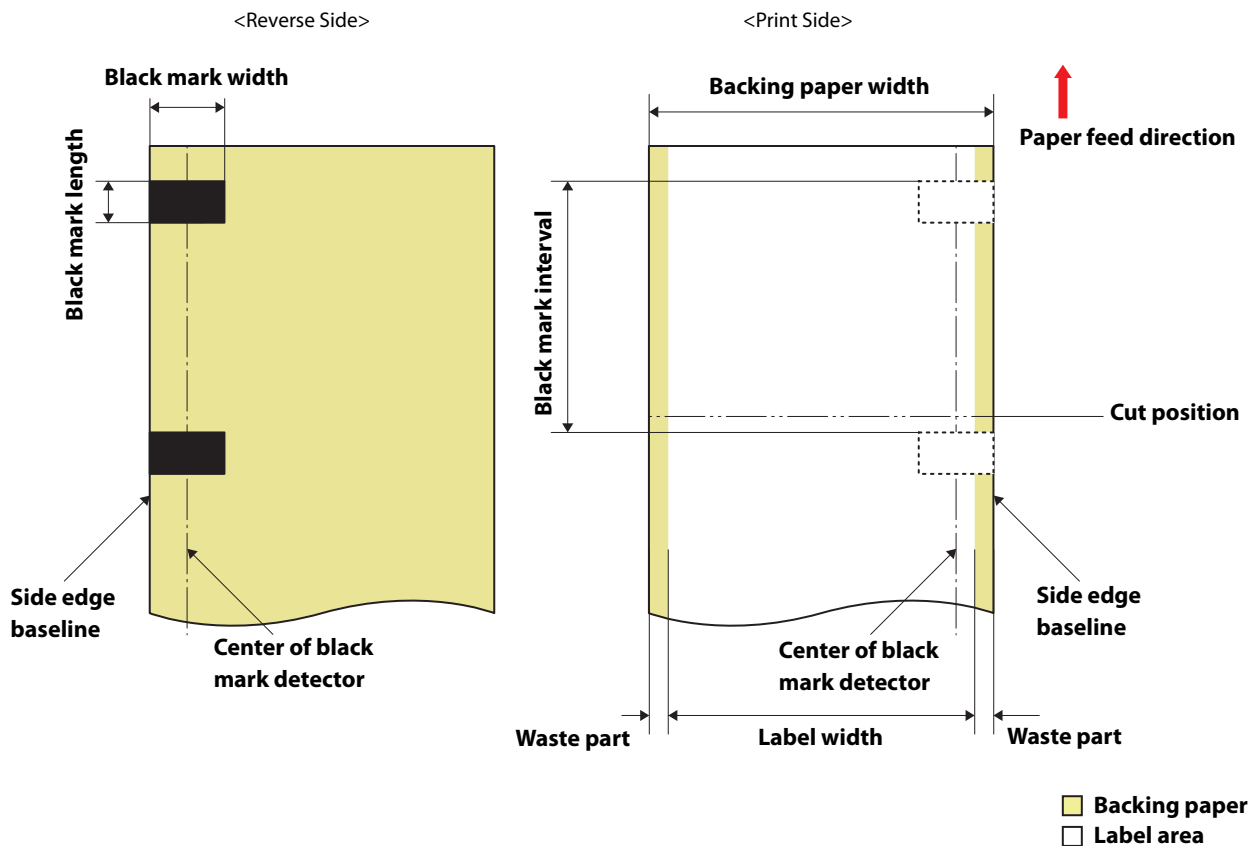 <Reverse Side>
<Print Side>
Black mark width
Backing paper width
Paper feed direction
Black mark length
Black mark interval
Cut position
Side edge
baseline
Center of black
mark detector
Side edge
baseline
Center of black
mark detector
Waste part
Label width
Waste part
Backing paper
Label area